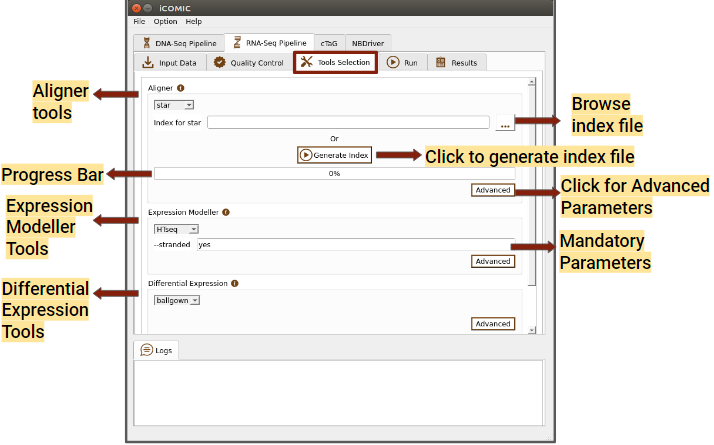 iCOMIC
File Option Help
DNA-Seq Pipeline RNA-Seq Pipeline cTaG NBDriver
Input Data Quality Control Tools Selection Run Results
Aligner
star
Index for star
...
Or
Generate Index
0%
Advanced
Expression Modeller
HTseq
--stranded yes
Advanced
Differential Expression
ballgown
Advanced
Logs
Aligner
tools
Progress Bar
Expression
Modeller
Tools
Differential
Expression
Tools
Browse
index file
Click to generate index file
Click for Advanced
Parameters
Mandatory
Parameters